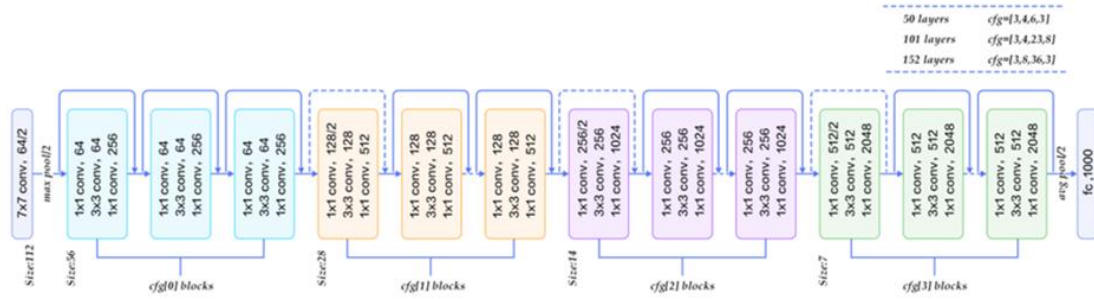 50 layers cfg=[3,4,6,3]
101 layers cfg=[3,4,23,8]
152 layers cfg=[3,8,36,3]
7x7 conv, 64/2
max pool/2
1x1 conv, 64
3x3 conv, 64
1x1 conv, 256
1x1 conv, 64
3x3 conv, 64
1x1 conv, 256
1x1 conv, 64
3x3 conv, 64
1x1 conv, 256
1x1 conv, 128/2
3x3 conv, 128
1x1 conv, 512
1x1 conv, 128
3x3 conv, 128
1x1 conv, 512
1x1 conv, 128
3x3 conv, 128
1x1 conv, 512
1x1 conv, 256/2
3x3 conv, 256
1x1 conv, 1024
1x1 conv, 256
3x3 conv, 256
1x1 conv, 1024
1x1 conv, 256
3x3 conv, 256
1x1 conv, 1024
1x1 conv, 512/2
3x3 conv, 512
1x1 conv, 2048
1x1 conv, 512
3x3 conv, 512
1x1 conv, 2048
1x1 conv, 512
3x3 conv, 512
1x1 conv, 2048
avg pool/2
fc ,1000
Size:112
Size:56
cfg[0] blocks
Size:28
cfg[1] blocks
Size:14
cfg[2] blocks
Size:7
cfg[3] blocks